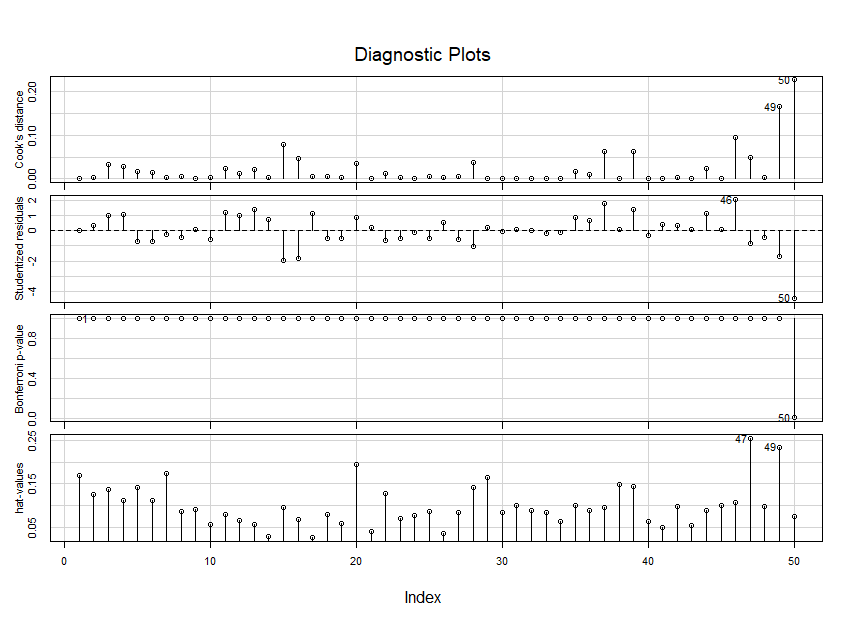 Diagnostic Plots
Cook's distance
0.00 0.10 0.20
49
50
Studentized residuals
-4 -2 0 1 2
46
50
Bonferroni p-value
0.0 0.4 0.8
1
50
hat-values
0.05 0.15 0.25
47
49
0 10 20 30 40 50
Index